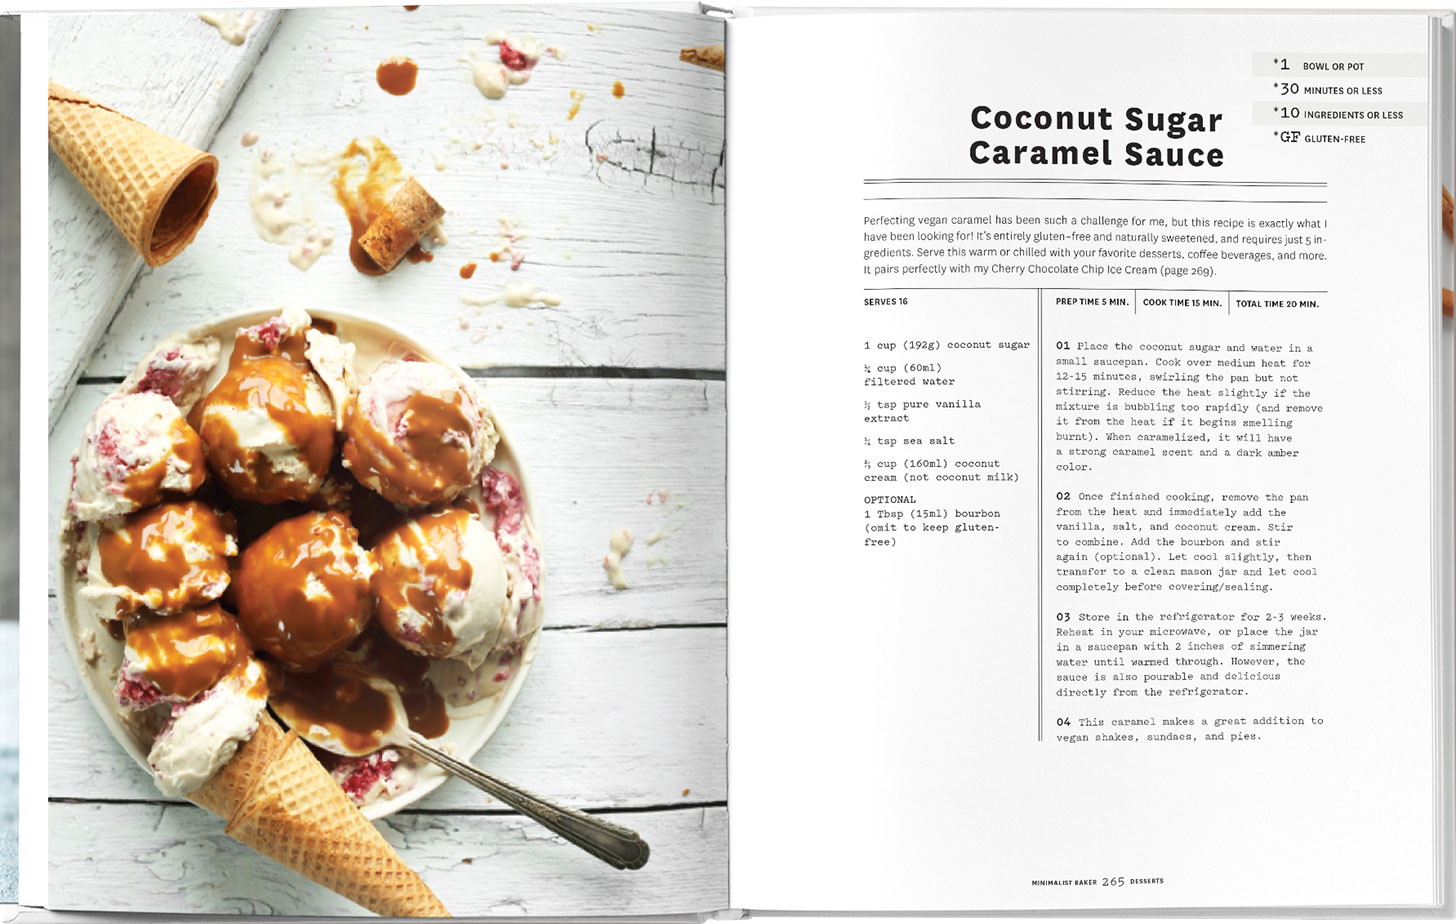 *1 BOWL OR POT
*30 MINUTES OR LESS
*10 INGREDIENTS OR LESS
*GF GLUTEN-FREE
Coconut Sugar
Caramel Sauce
Perfecting vegan caramel has been such a challenge for me, but this recipe is exactly what I
have been looking for! It's entirely gluten-free and naturally sweetened, and requires just 5 in-
gredients. Serve this warm or chilled with your favorite desserts, coffee beverages, and more.
It pairs perfectly with my Cherry Chocolate Chip Ice Cream (page 269).
SERVES 16
1 cup (192g) coconut sugar
¼ cup (60ml)
filtered water
½ tsp pure vanilla
extract
¼ tsp sea salt
⅔ cup (160ml) coconut
cream (not coconut milk)
OPTIONAL
1 Tbsp (15ml) bourbon
(omit to keep gluten-
free)
PREP TIME 5 MIN. COOK TIME 15 MIN. TOTAL TIME 20 MIN.
01 Place the coconut sugar and water in a
small saucepan. Cook over medium heat for
12-15 minutes, swirling the pan but not
stirring. Reduce the heat slightly if the
mixture is bubbling too rapidly (and remove
it from the heat if it begins smelling
burnt). When caramelized, it will have
a strong caramel scent and a dark amber
color.
02 Once finished cooking, remove the pan
from the heat and immediately add the
vanilla, salt, and coconut cream. Stir
to combine. Add the bourbon and stir
again (optional). Let cool slightly, then
transfer to a clean mason jar and let cool
completely before covering/sealing.
03 Store in the refrigerator for 2-3 weeks.
Reheat in your microwave, or place the jar
in a saucepan with 2 inches of simmering
water until warmed through. However, the
sauce is also pourable and delicious
directly from the refrigerator.
04 This caramel makes a great addition to
vegan shakes, sundaes, and pies.
MINIMALIST BAKER 265 DESSERTS